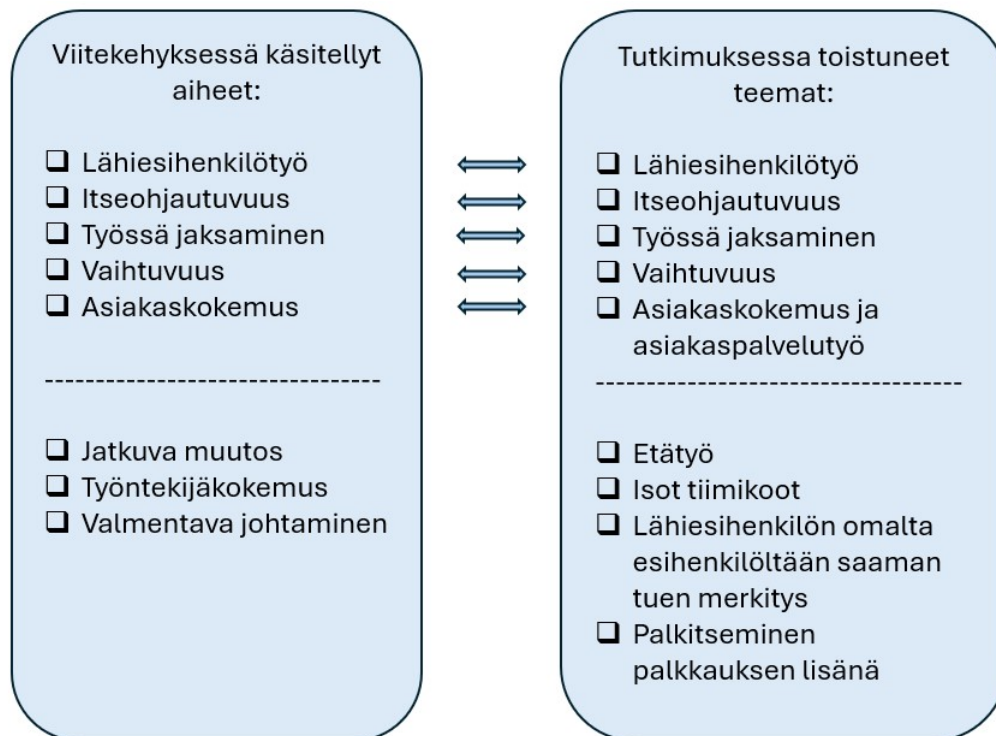 Viitekehyksessä käsitellyt
aiheet:
❑ Lähiesihenkilötyö
❑ Itseohjautuvuus
❑ Työssä jaksaminen
❑ Vaihtuvuus
❑ Asiakaskokemus
---------------------------------
❑ Jatkuva muutos
❑ Työntekijäkokemus
❑ Valmentava johtaminen
Tutkimuksessa toistuneet
teemat:
❑ Lähiesihenkilötyö
❑ Itseohjautuvuus
❑ Työssä jaksaminen
❑ Vaihtuvuus
❑ Asiakaskokemus ja
asiakaspalvelutyö
------------------------------------
❑ Etätyö
❑ Isot tiimikoot
❑ Lähiesihenkilön omalta
esihenkilöltään saaman
tuen merkitys
❑ Palkitseminen
palkkauksen lisänä